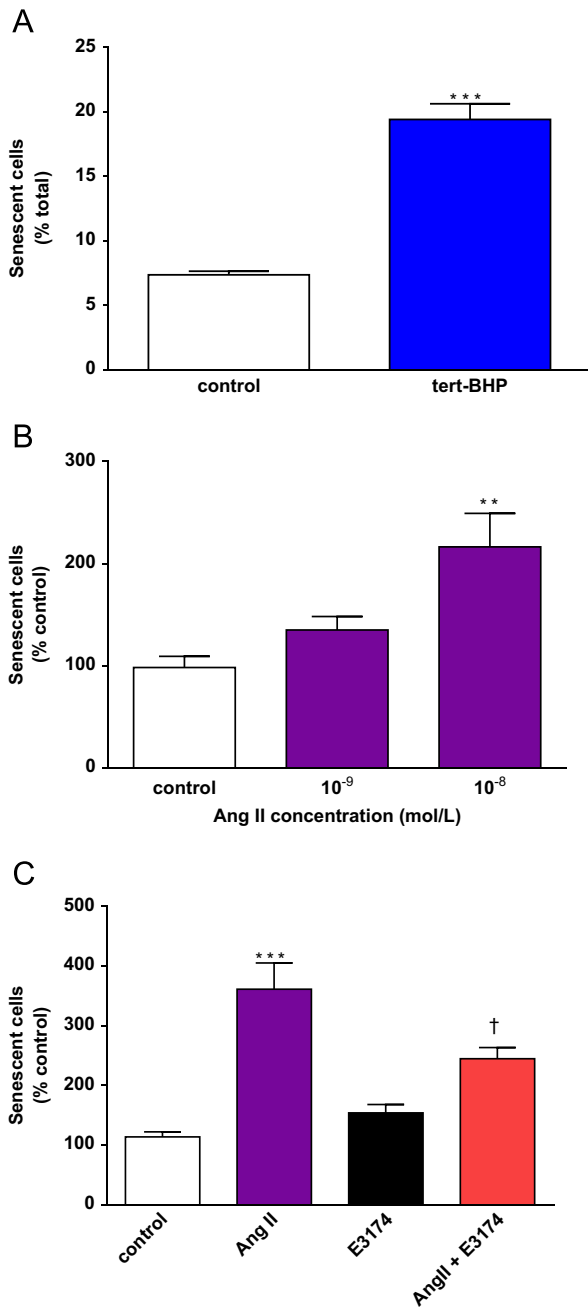 A
Senescent cells
(% total)
25
20
15
10
5
0
***
control
tert-BHP
B
Senescent cells
(% control)
300
200
100
0
**
control
10⁻⁹
10⁻⁸
Ang II concentration (mol/L)
C
Senescent cells
(% control)
500
400
300
200
100
0
***
†
control
Ang II
E3174
AngII + E3174